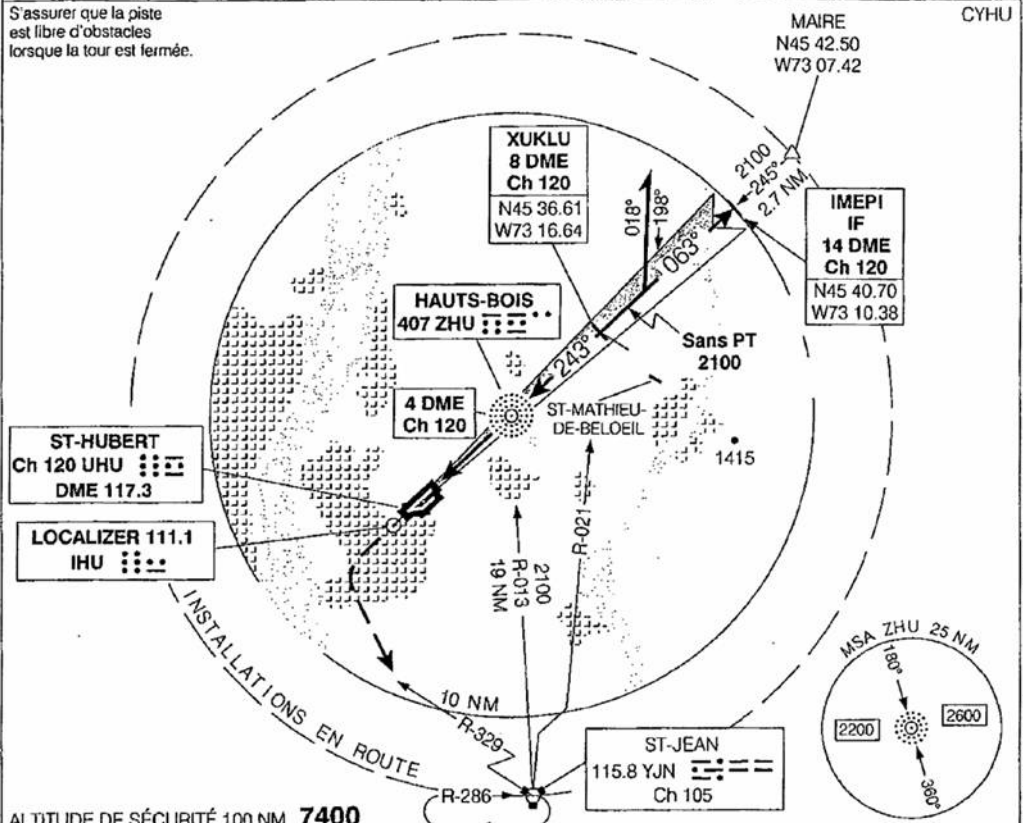 S'assurer que la piste
est libre d'obstacles
lorsque la tour est fermée.
CYHU
MAIRE
N45 42.50
W73 07.42
XUKLU
8 DME
Ch 120
N45 36.61
W73 16.64
2100
245°
2.7 NM
IMEPI
IF
14 DME
Ch 120
N45 40.70
W73 10.38
018°
198°
063°
HAUTS-BOIS
407 ZHU
243°
Sans PT
2100
4 DME
Ch 120
ST-MATHIEU-
DE-BELOEIL
1415
ST-HUBERT
Ch 120 UHU
DME 117.3
LOCALIZER 111.1
IHU
R-021
2100
R-013
19 NM
INSTALLATIONS EN ROUTE
10 NM
R-329
MSA ZHU 25 NM
180°
2200
2600
360°
ST-JEAN
115.8 YJN
Ch 105
R-286
ALTITUDE DE SÉCURITÉ 100 NM 7400